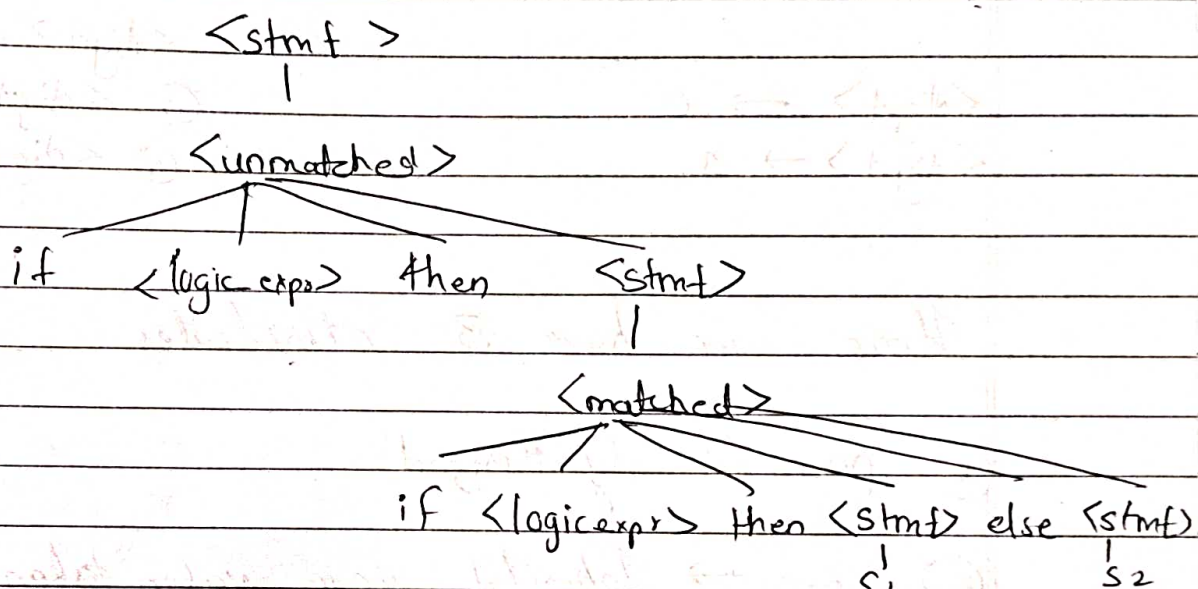 <stmt>
<unmatched>
if <logic_expr> then <stmt>
<matched>
if <logicexpr> then <stmt> else <stmt>
S1 S2